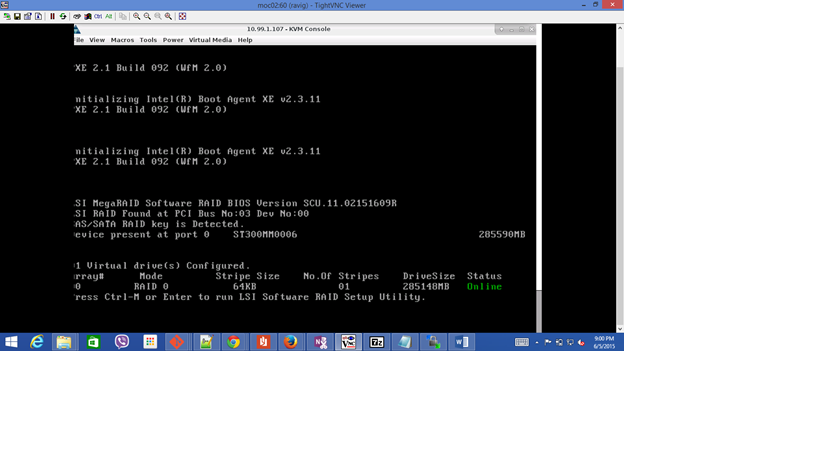 moc02:60 (ravig) - TightVNC Viewer
Ctrl Alt
10.99.1.107 - KVM Console
File View Macros Tools Power Virtual Media Help
XE 2.1 Build 092 (WfM 2.0)
nitializing Intel(R) Boot Agent XE v2.3.11
XE 2.1 Build 092 (WfM 2.0)
nitializing Intel(R) Boot Agent XE v2.3.11
XE 2.1 Build 092 (WfM 2.0)
SI MegaRAID Software RAID BIOS Version SCU.11.02151609R
SI RAID Found at PCI Bus No:03 Dev No:00
AS/SATA RAID key is Detected.
evice present at port 0 ST300MM0006 285590MB
1 Virtual drive(s) Configured.
rray# Mode Stripe Size No.Of Stripes DriveSize Status
0 RAID 0 64KB 01 285148MB Online
ress Ctrl-M or Enter to run LSI Software RAID Setup Utility.
9:00 PM
6/5/2015